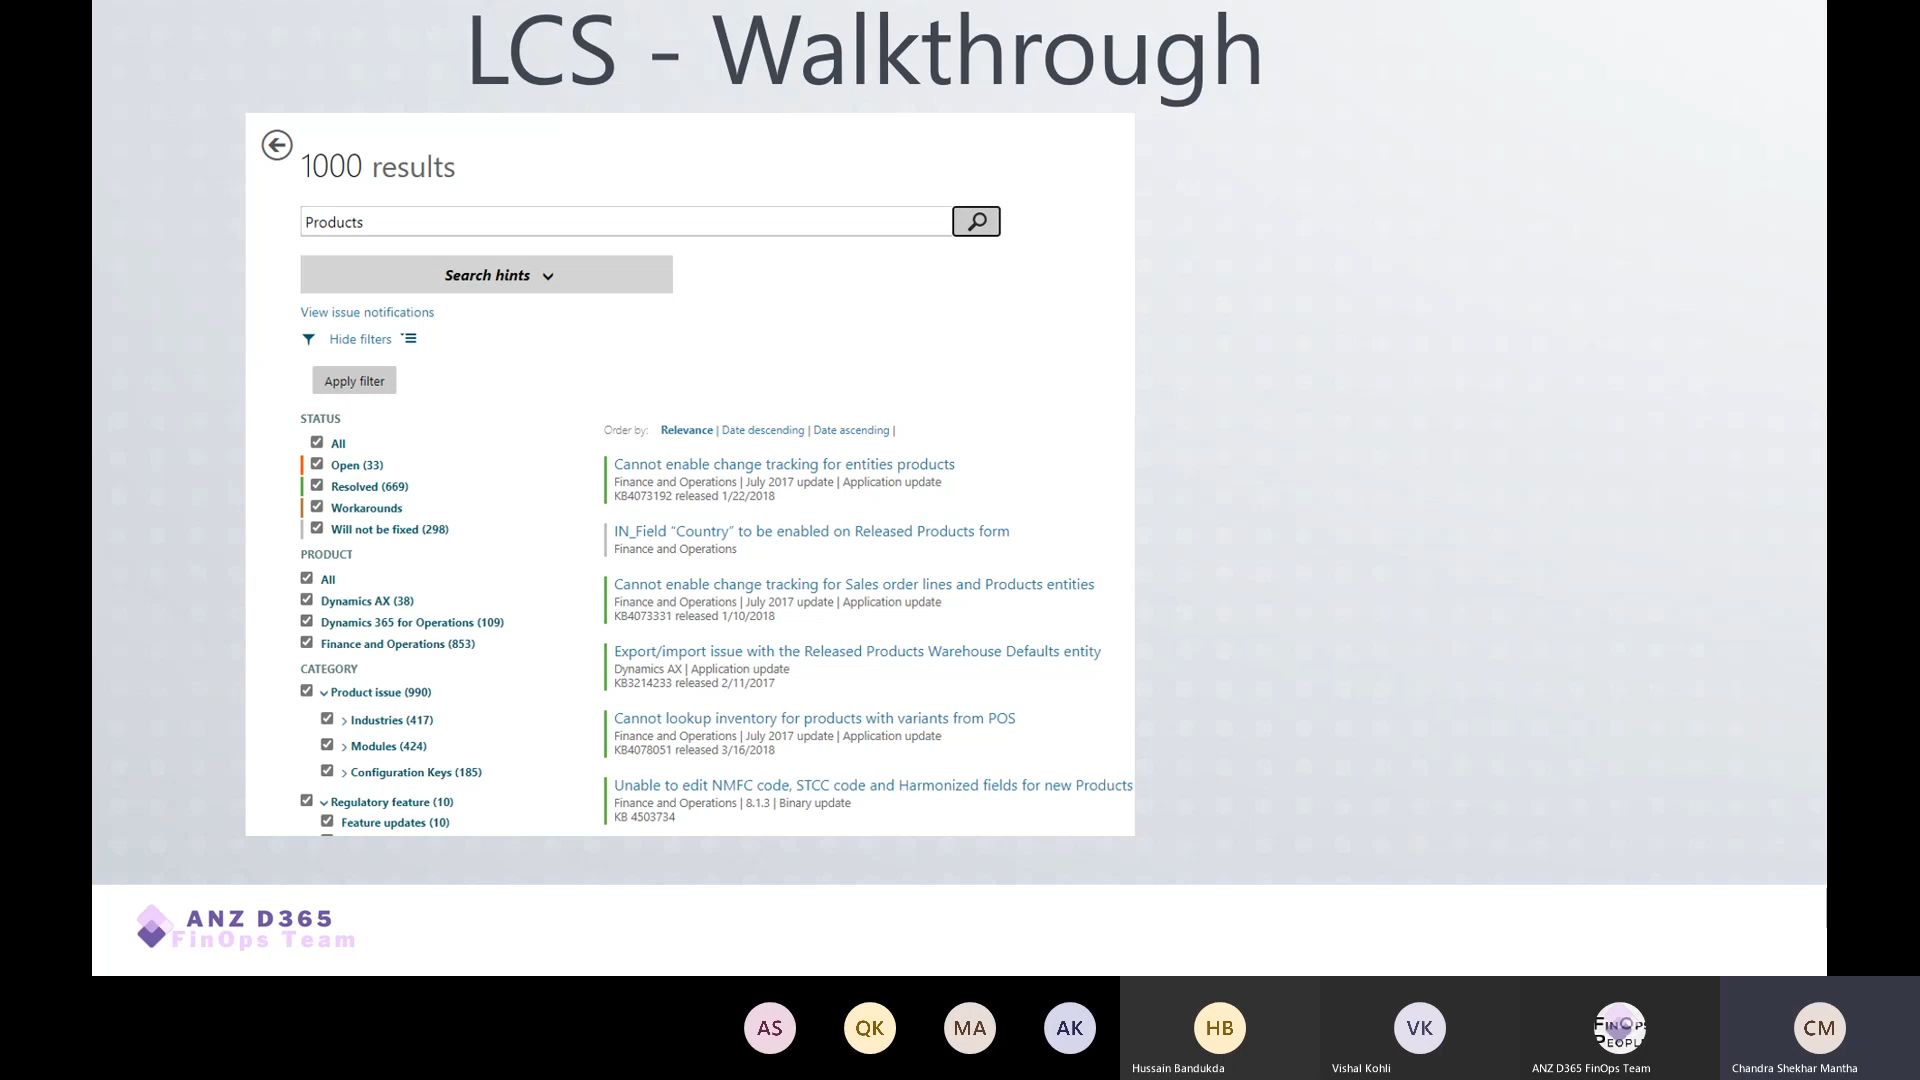 LCS - Walkthrough
1000 results
Products
Search hints
View issue notifications
Hide filters
Apply filter
STATUS
All
Open (33)
Resolved (669)
Workarounds
Will not be fixed (298)
PRODUCT
All
Dynamics AX (38)
Dynamics 365 for Operations (109)
Finance and Operations (853)
CATEGORY
Product issue (990)
Industries (417)
Modules (424)
Configuration Keys (185)
Regulatory feature (10)
Feature updates (10)
Order by: Relevance | Date descending | Date ascending |
Cannot enable change tracking for entities products
Finance and Operations | July 2017 update | Application update
KB4073192 released 1/22/2018
IN_Field “Country” to be enabled on Released Products form
Finance and Operations
Cannot enable change tracking for Sales order lines and Products entities
Finance and Operations | July 2017 update | Application update
KB4073331 released 1/10/2018
Export/import issue with the Released Products Warehouse Defaults entity
Dynamics AX | Application update
KB3214233 released 2/11/2017
Cannot lookup inventory for products with variants from POS
Finance and Operations | July 2017 update | Application update
KB4078051 released 3/16/2018
Unable to edit NMFC code, STCC code and Harmonized fields for new Products
Finance and Operations | 8.1.3 | Binary update
KB 4503734
ANZ D365
FinOps Team
AS
QK
MA
AK
HB
Hussain Bandukda
VK
Vishal Kohli
FINOPS
PEOPLE
ANZ D365 FinOps Team
CM
Chandra Shekhar Mantha